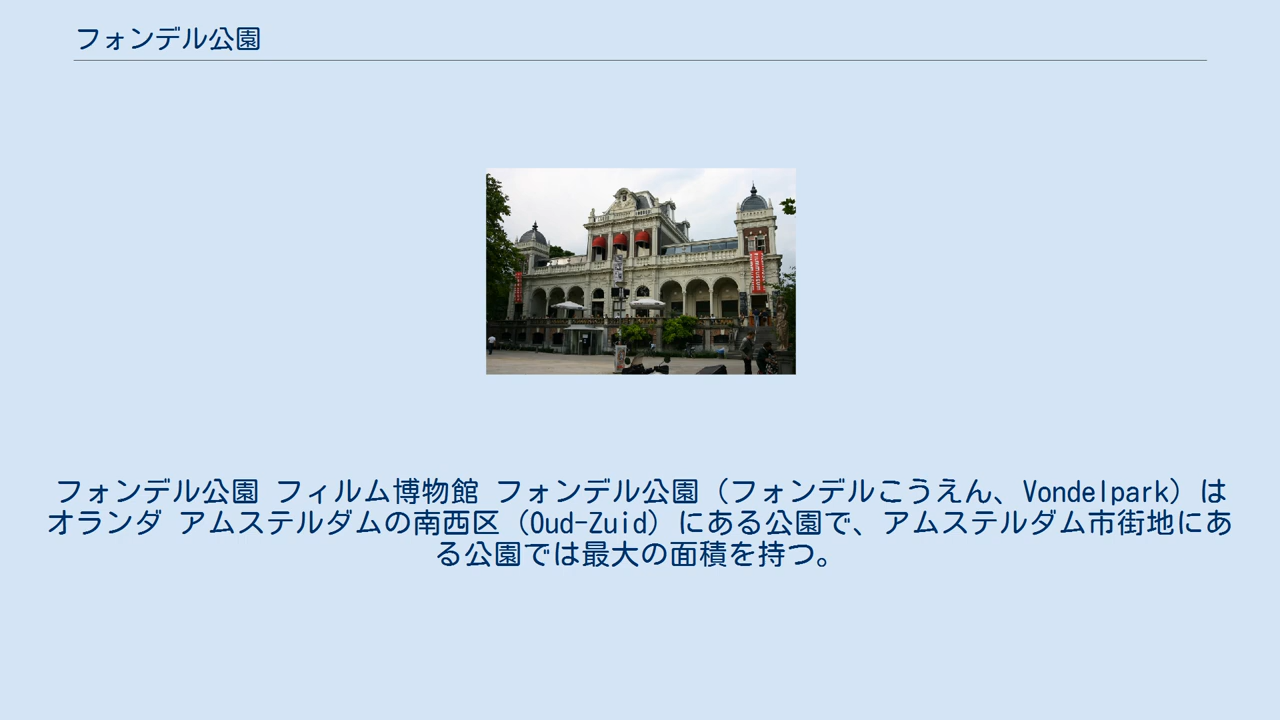 フォンデル公園
フォンデル公園 フィルム博物館 フォンデル公園（フォンデルこうえん、Vondelpark）は
オランダ アムステルダムの南西区（Oud-Zuid）にある公園で、アムステルダム市街地にあ
る公園では最大の面積を持つ。